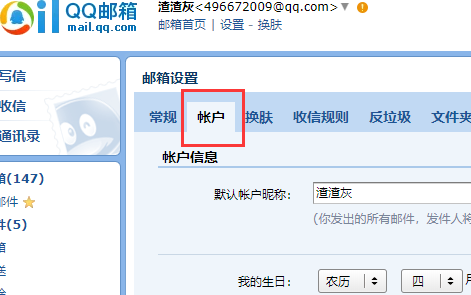 QQ邮箱
mail.qq.com
渣渣灰<496672009@qq.com>
邮箱首页 | 设置 - 换肤
写信
收信
通讯录
箱(147)
邮件
件(5)
箱
送
邮箱设置
常规 帐户 换肤 收信规则 反垃圾 文件夹
帐户信息
默认帐户昵称： 渣渣灰
(你发出的所有邮件，发件人将
我的生日： 农历 四 月